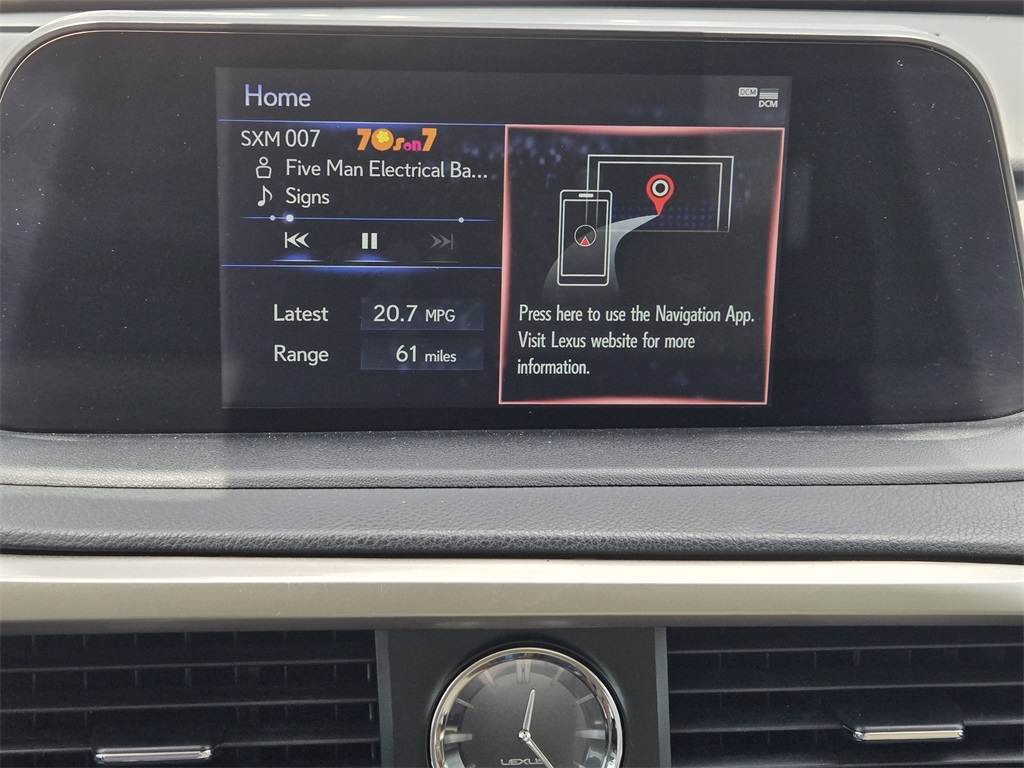 Home
DCM
DCM
SXM 007 70s on 7
Five Man Electrical Ba...
Signs
Latest 20.7 MPG
Range 61 miles
Press here to use the Navigation App.
Visit Lexus website for more
information.
LEXUS